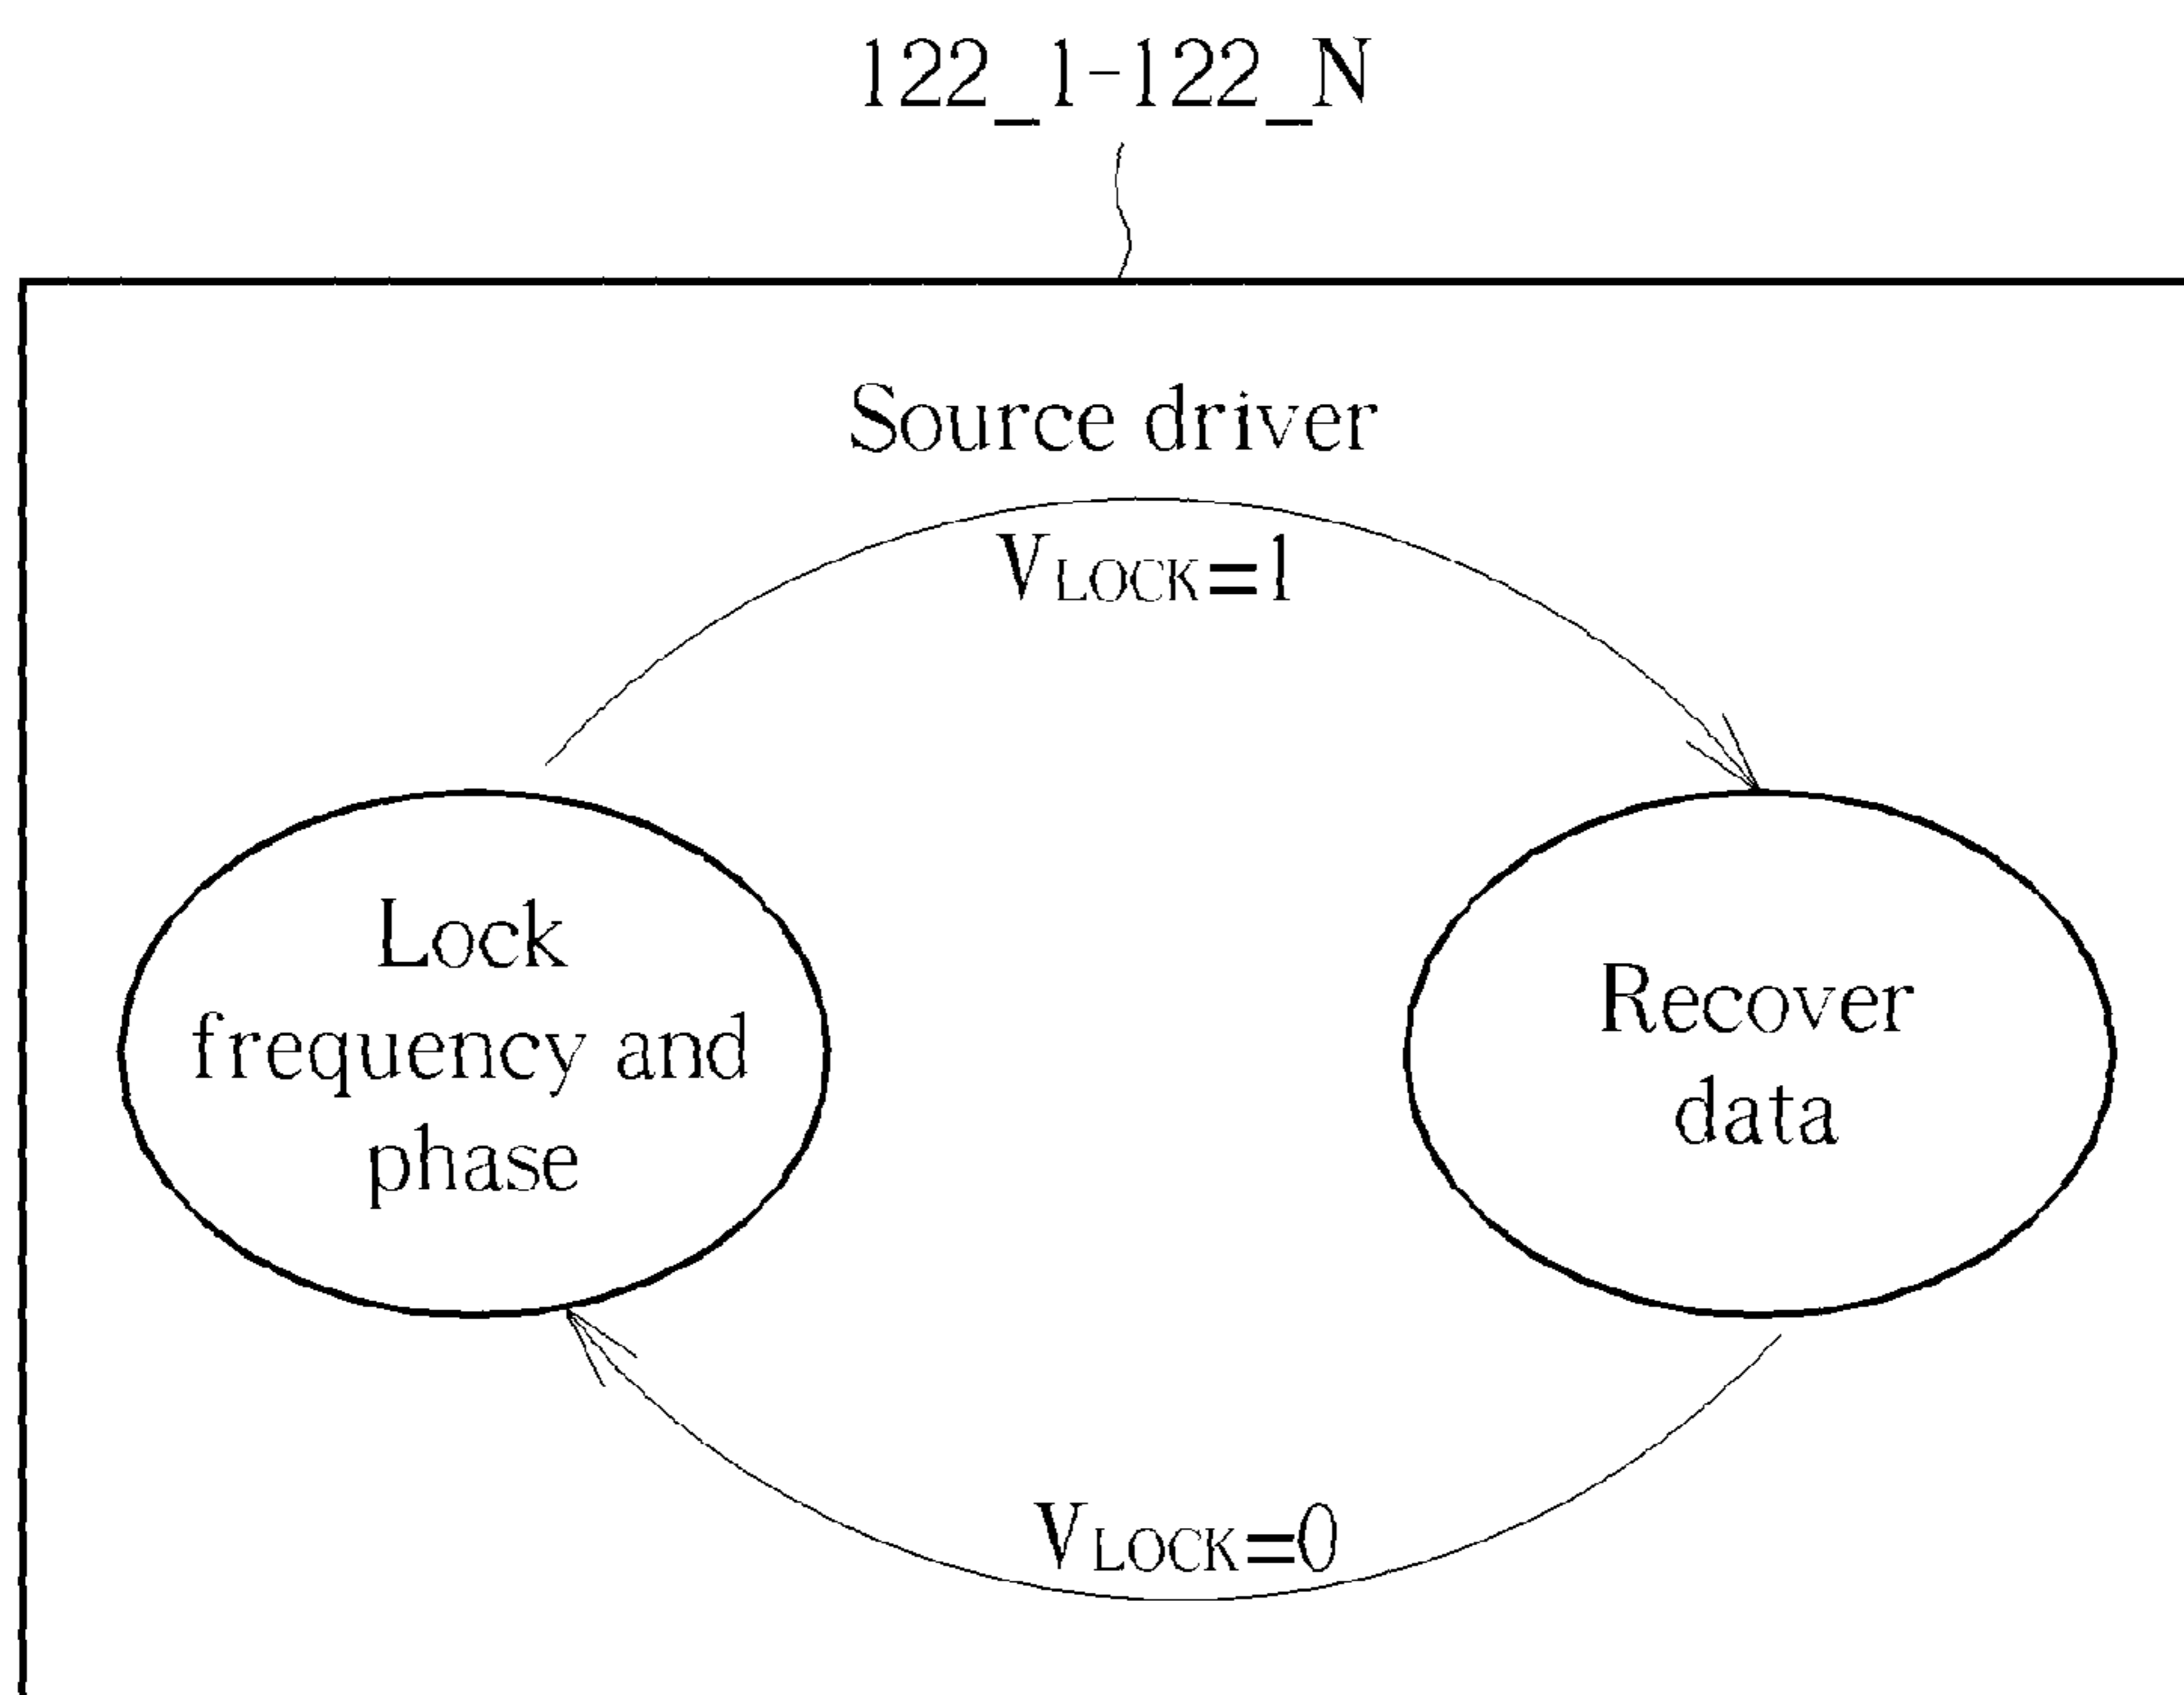 122_1-122_N
Source driver
VLOCK=1
Lock
frequency and
phase
Recover
data
VLOCK=0